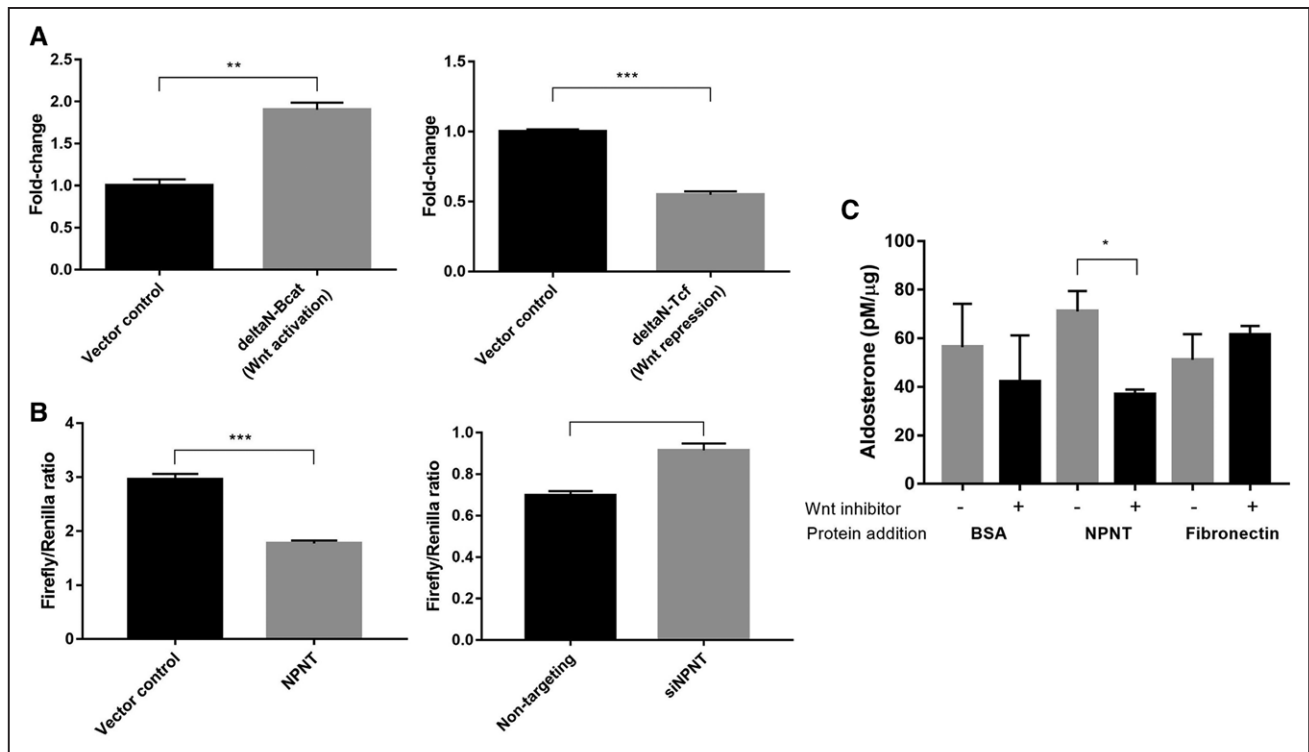 A
Fold-change
2.5
2.0
1.5
1.0
0.5
0.0
**
Vector control
deltaN-Bcat
(Wnt activation)
Fold-change
1.5
1.0
0.5
0.0
***
Vector control
deltaN-Tcf
(Wnt repression)
B
Firefly/Renilla ratio
4
3
2
1
0
***
Vector control
NPNT
Firefly/Renilla ratio
1.0
0.8
0.6
0.4
0.2
0.0
Non-targeting
siNPNT
C
Aldosterone (pM/μg)
100
80
60
40
20
0
*
Wnt inhibitor - + - + - +
Protein addition BSA NPNT Fibronectin